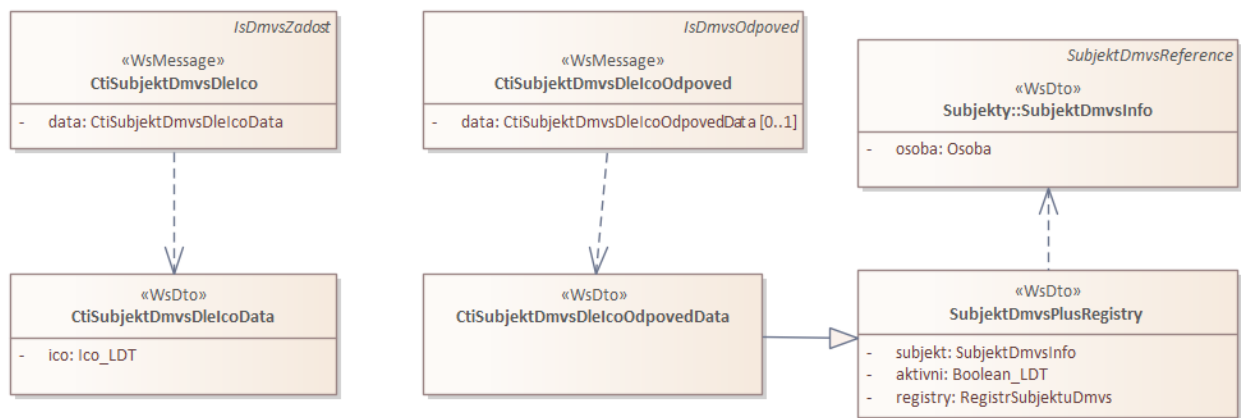 IsDmvsZadost
«WsMessage»
CtiSubjektDmvsDleIco
- data: CtiSubjektDmvsDleIcoData
IsDmvsOdpoved
«WsMessage»
CtiSubjektDmvsDleIcoOdpoved
- data: CtiSubjektDmvsDleIcoOdpovedData [0..1]
SubjektDmvsReference
«WsDto»
Subjekty::SubjektDmvsInfo
- osoba: Osoba
«WsDto»
CtiSubjektDmvsDleIcoData
- ico: Ico_LDT
«WsDto»
CtiSubjektDmvsDleIcoOdpovedData
«WsDto»
SubjektDmvsPlusRegistry
- subjekt: SubjektDmvsInfo
- aktivni: Boolean_LDT
- registry: RegistrSubjektuDmvs